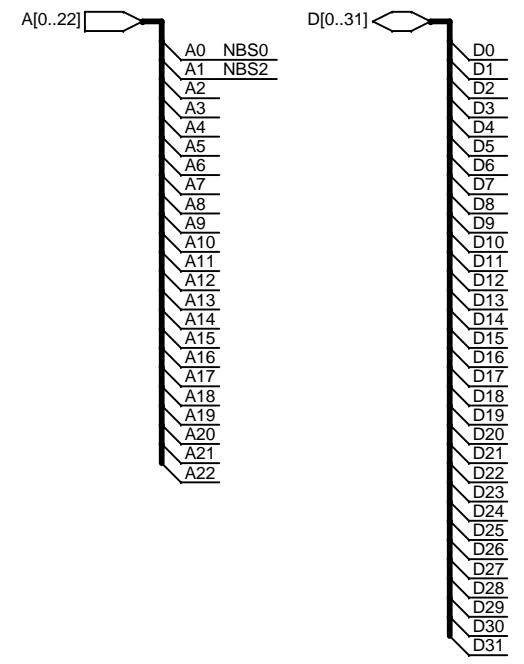 A[0..22]
A0 NBS0
A1 NBS2
A2
A3
A4
A5
A6
A7
A8
A9
A10
A11
A12
A13
A14
A15
A16
A17
A18
A19
A20
A21
A22
D[0..31]
D0
D1
D2
D3
D4
D5
D6
D7
D8
D9
D10
D11
D12
D13
D14
D15
D16
D17
D18
D19
D20
D21
D22
D23
D24
D25
D26
D27
D28
D29
D30
D31